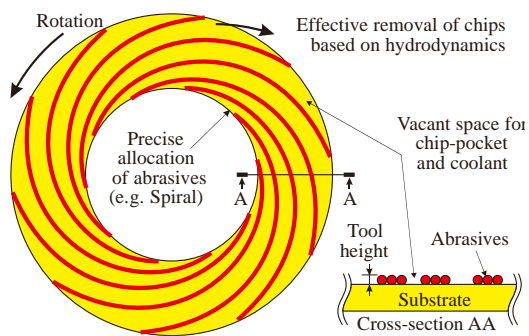 Rotation
Effective removal of chips
based on hydrodynamics
Precise
allocation
of abrasives
(e.g. Spiral)
Vacant space for
chip-pocket
and coolant
A
A
Tool
height
Abrasives
Substrate
Cross-section AA